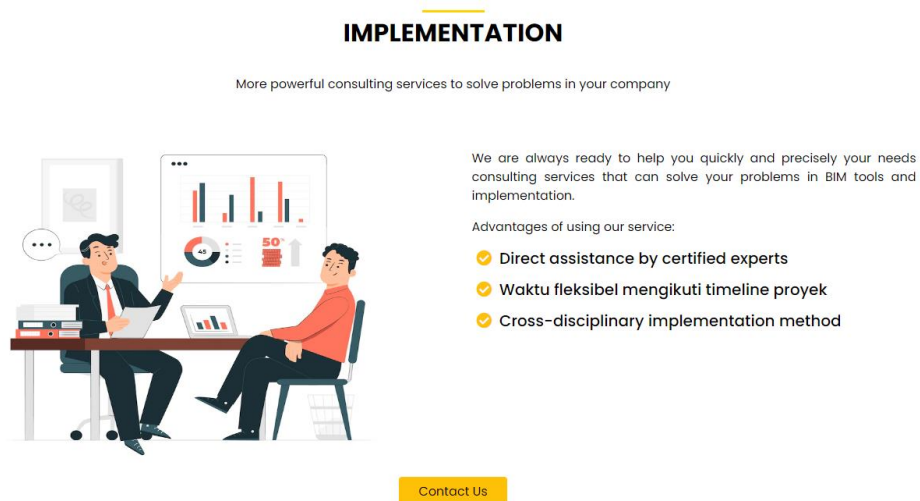 IMPLEMENTATION
More powerful consulting services to solve problems in your company
We are always ready to help you quickly and precisely your needs
consulting services that can solve your problems in BIM tools and
implementation.
Advantages of using our service:
Direct assistance by certified experts
Waktu fleksibel mengikuti timeline proyek
Cross-disciplinary implementation method
50%
45
Contact Us